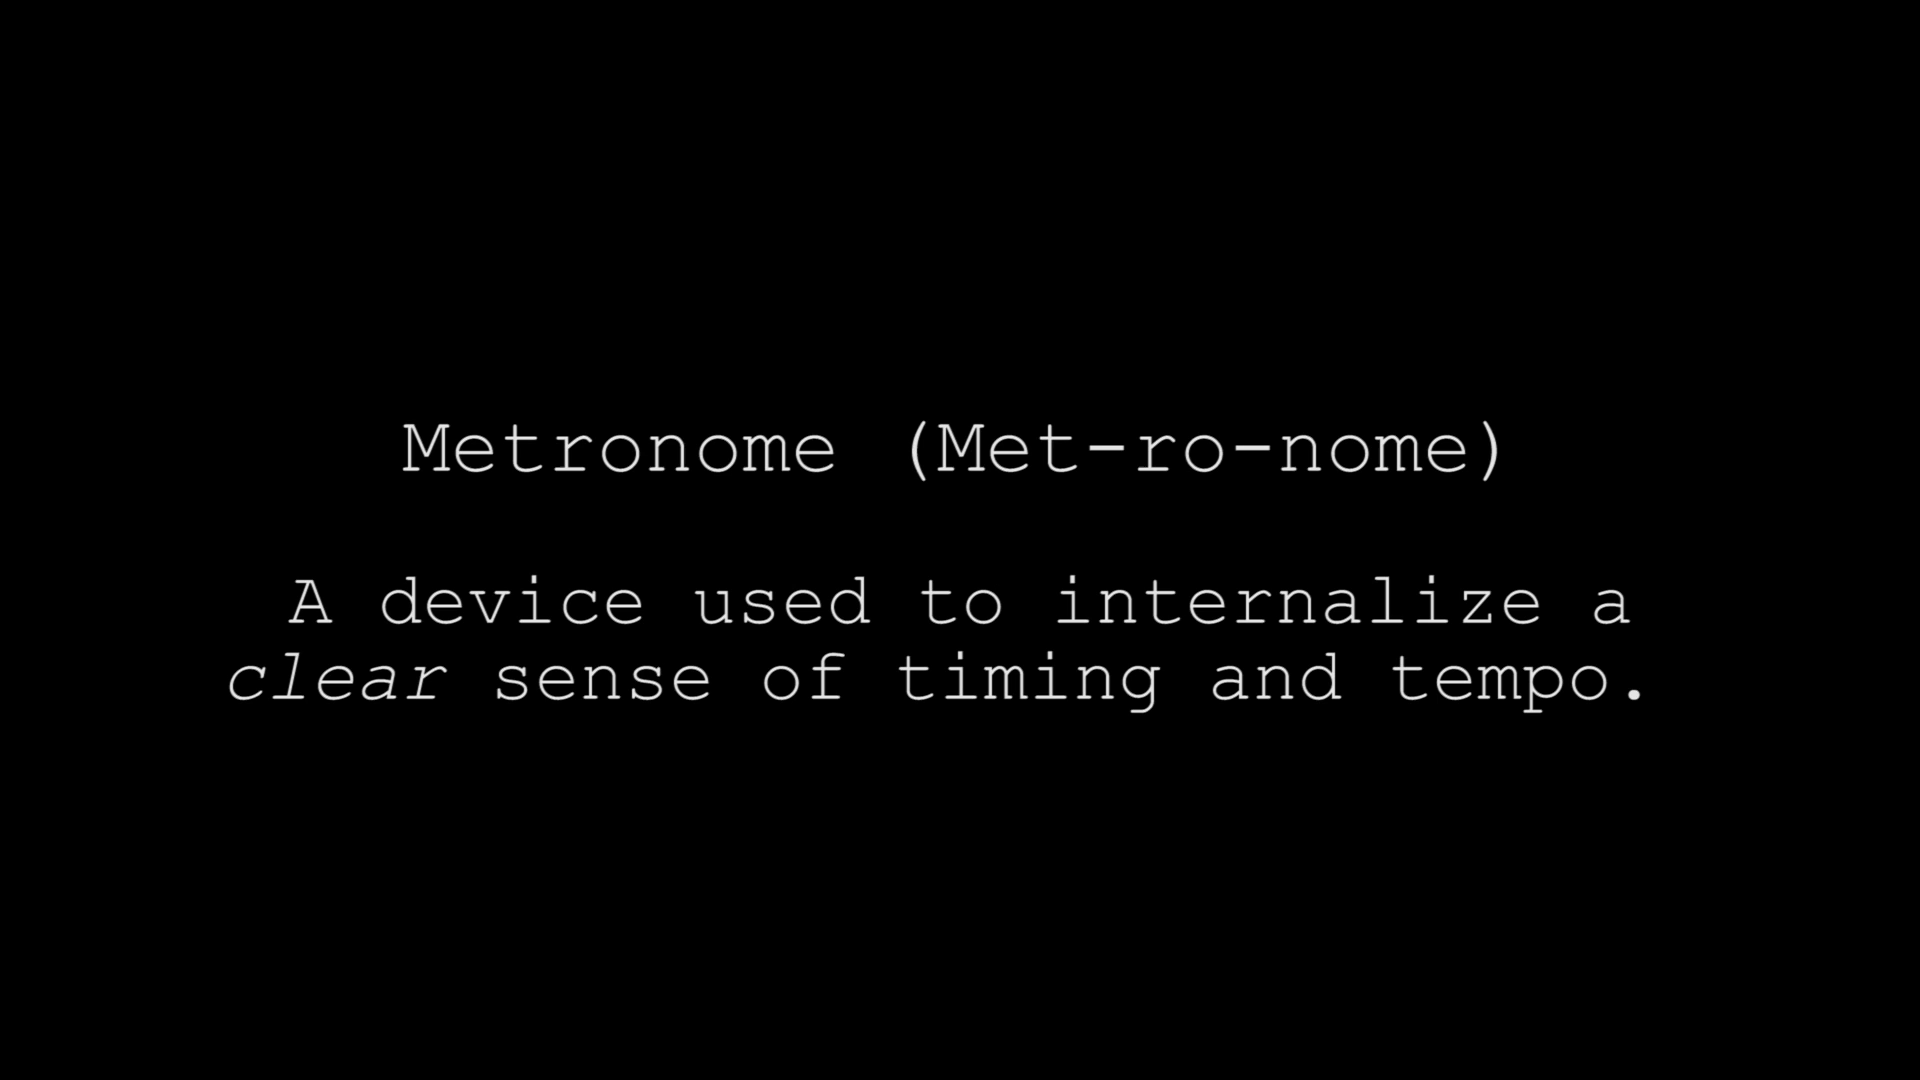 Metronome (Met-ro-nome)
A device used to internalize a
clear sense of timing and tempo.